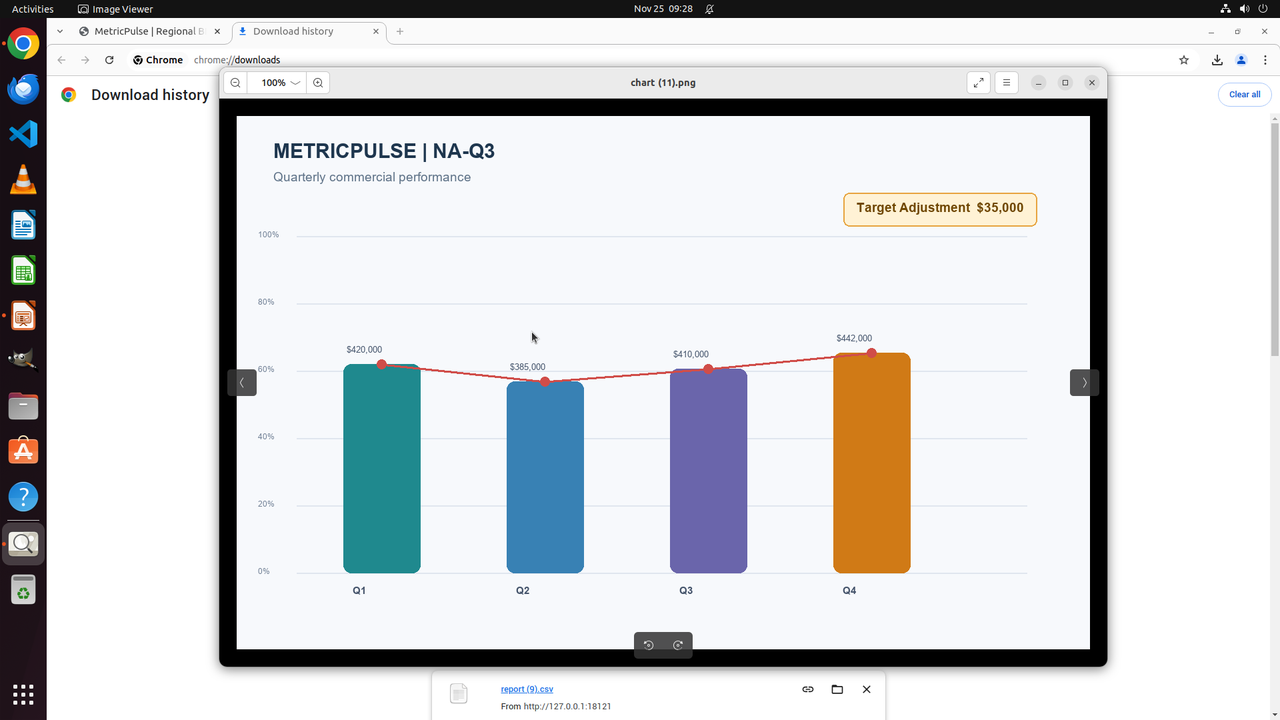 Activities
Image Viewer
Nov 25 09:28
MetricPulse | Regional B
Download history
Chrome
chrome://downloads
Download history
Clear all
100%
chart (11).png
METRICPULSE | NA-Q3
Quarterly commercial performance
Target Adjustment $35,000
100%
80%
60%
40%
20%
0%
$420,000
$385,000
$410,000
$442,000
Q1
Q2
Q3
Q4
report (9).csv
From http://127.0.0.1:18121